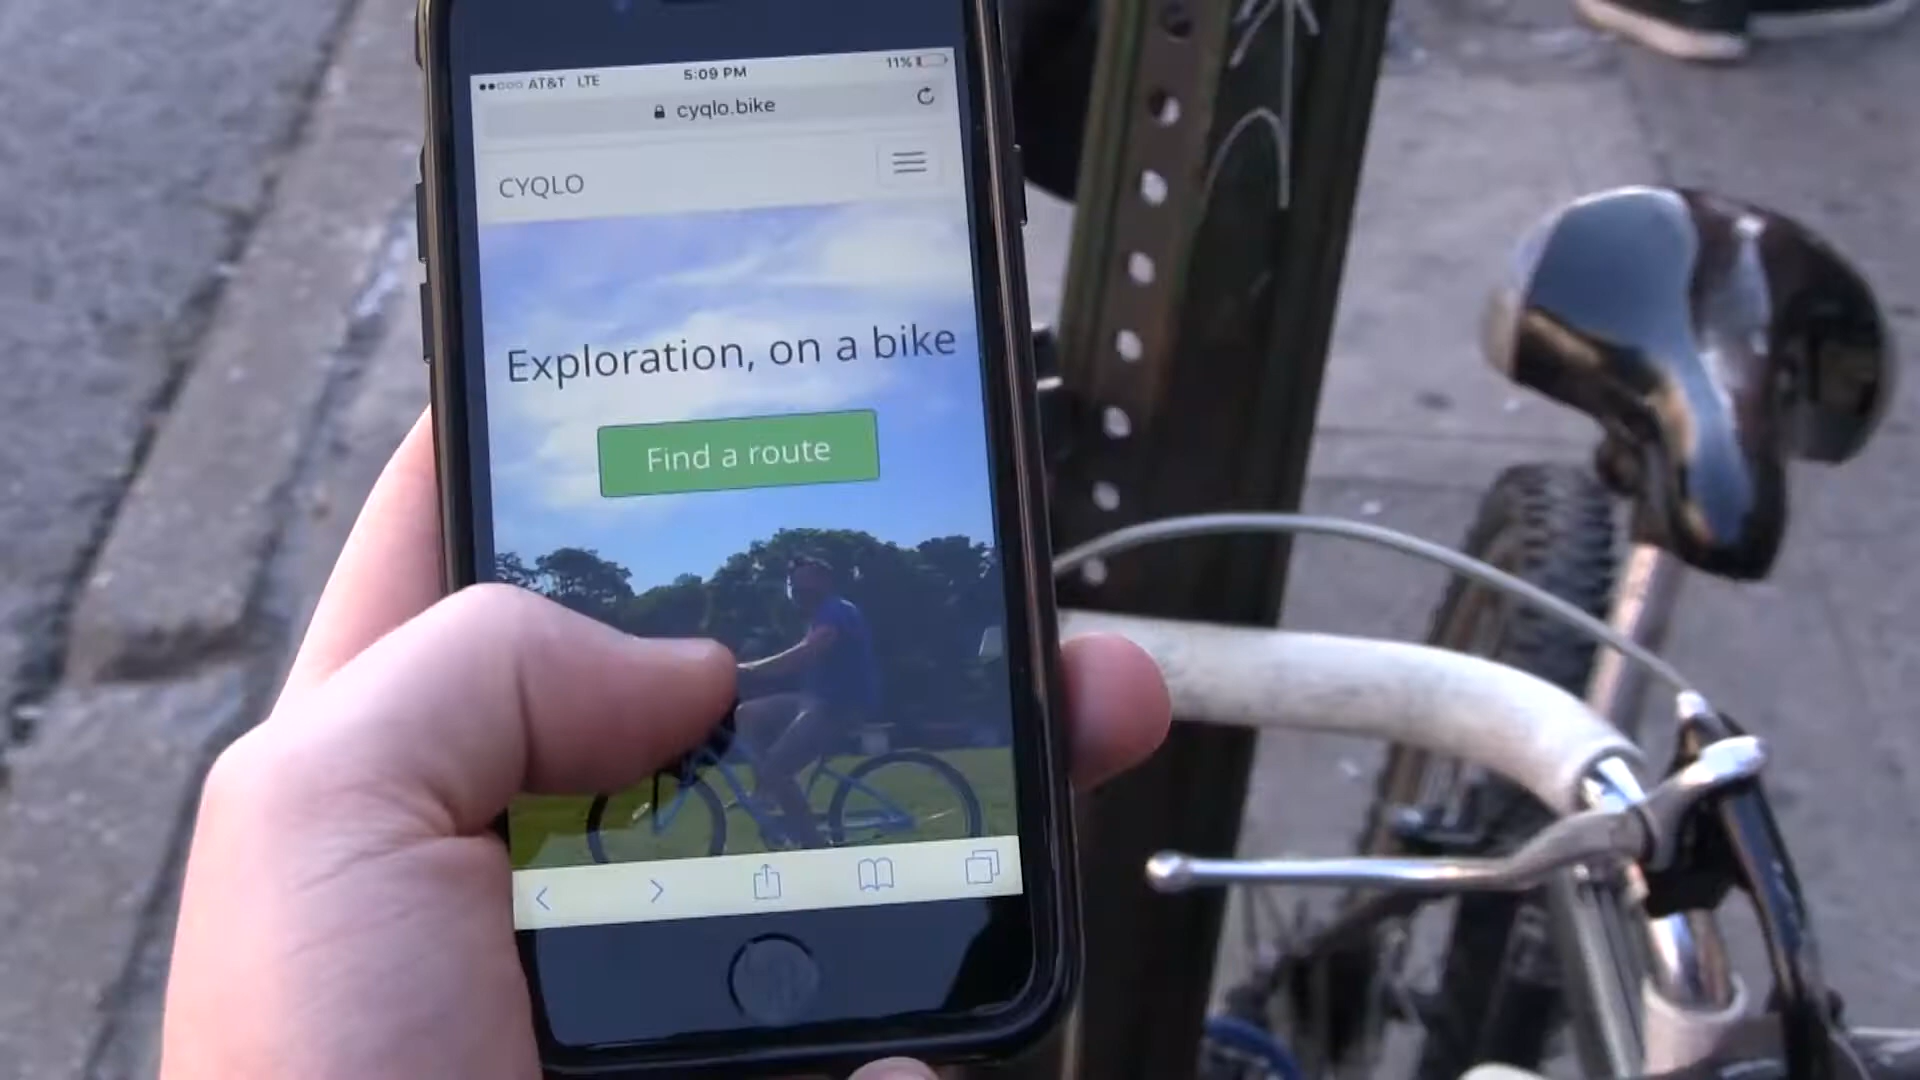 AT&T LTE 5:09 PM 11%
cyqlo.bike
CYQLO
Exploration, on a bike
Find a route